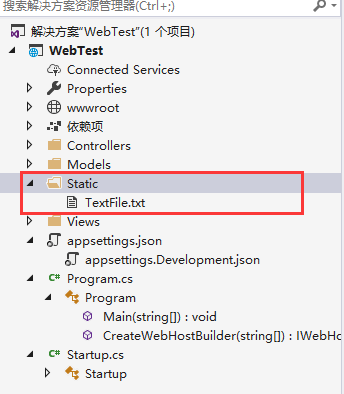 搜索解决方案资源管理器(Ctrl+;)
解决方案"WebTest"(1 个项目)
WebTest
Connected Services
Properties
wwwroot
依赖项
Controllers
Models
Static
TextFile.txt
Views
appsettings.json
appsettings.Development.json
Program.cs
Program
Main(string[]) : void
CreateWebHostBuilder(string[]) : IWebHo
Startup.cs
Startup